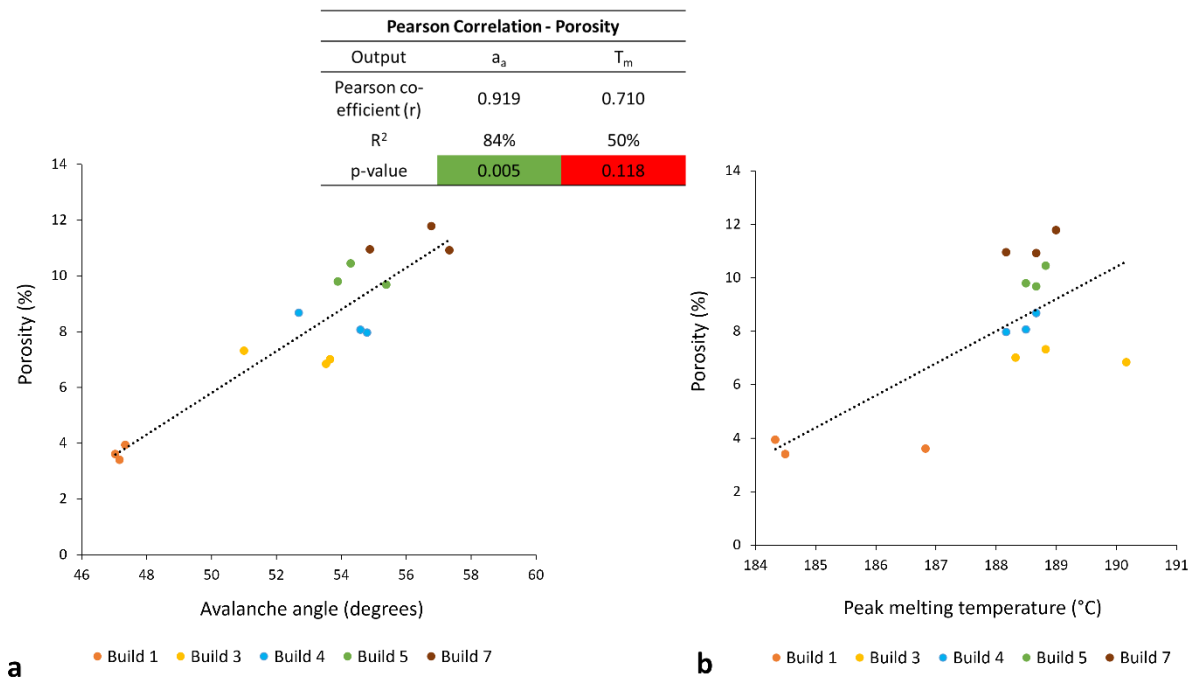 Pearson Correlation - Porosity
Output aₐ Tₘ
Pearson co-
efficient (r) 0.919 0.710
R² 84% 50%
p-value 0.005 0.118
14
12
10
8
6
4
2
0
Porosity (%)
46 48 50 52 54 56 58 60
Avalanche angle (degrees)
Build 1 Build 3 Build 4 Build 5 Build 7
a
14
12
10
8
6
4
2
0
Porosity (%)
184 185 186 187 188 189 190 191
Peak melting temperature (°C)
Build 1 Build 3 Build 4 Build 5 Build 7
b